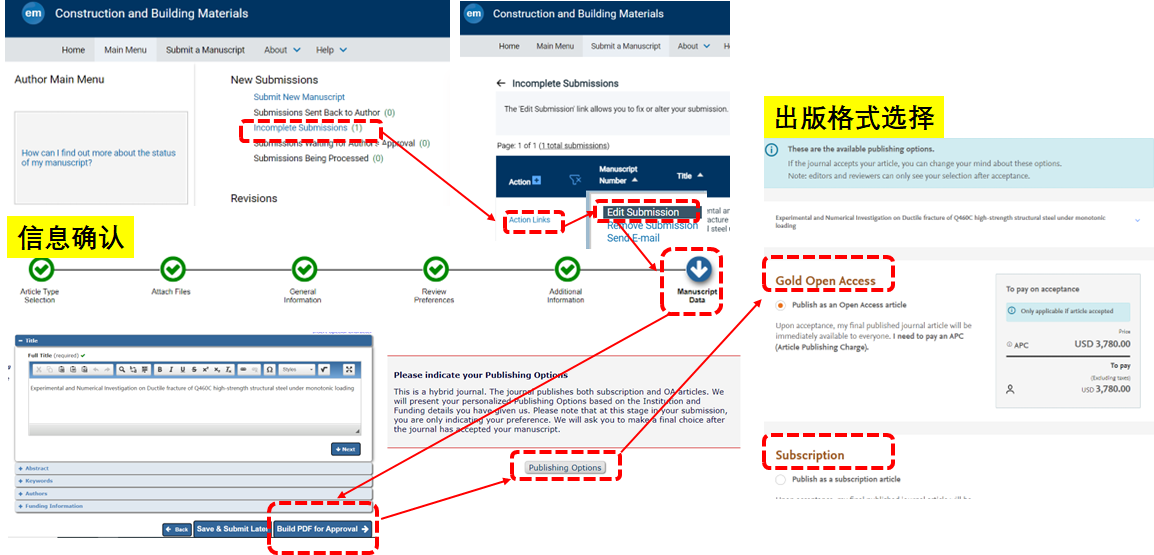 em Construction and Building Materials
Home Main Menu Submit a Manuscript About Help
Author Main Menu
How can I find out more about the status
of my manuscript?
New Submissions
Submit New Manuscript
Submissions Sent Back to Author (0)
Incomplete Submissions (1)
Submissions Waiting for Author's Approval (0)
Submissions Being Processed (0)
Revisions
em Construction and Building Materials
Home Main Menu Submit a Manuscript About
← Incomplete Submissions
The 'Edit Submission' link allows you to fix or alter your submission.
Page: 1 of 1 (1 total submissions)
Action Manuscript Number Title
Action Links
Edit Submission
Remove Submission
Send E-mail
信息确认
Article Type
Selection
Attach Files
General
Information
Review
Preferences
Additional
Information
Manuscript
Data
Title
Full Title (required)
Styles
Experimental and Numerical Investigation on Ductile fracture of Q460C high-strength structural steel under monotonic loading
+ Next
+ Abstract
+ Keywords
+ Authors
+ Funding Information
← Back Save & Submit Later Build PDF for Approval →
Please indicate your Publishing Options
This is a hybrid journal. The journal publishes both subscription and OA articles. We
will present your personalized Publishing Options based on the Institution and
Funding details you have given us. Please note that at this stage in your submission,
you are only indicating your preference. We will ask you to make a final choice after
the journal has accepted your manuscript.
Publishing Options
出版格式选择
These are the available publishing options.
If the journal accepts your article, you can change your mind about these options.
Note: editors and reviewers can only see your selection after acceptance.
Experimental and Numerical Investigation on Ductile fracture of Q460C high-strength structural steel under monotonic
loading
Gold Open Access
Publish as an Open Access article
Upon acceptance, my final published journal article will be
immediately available to everyone. I need to pay an APC
(Article Publishing Charge).
To pay on acceptance
Only applicable if article accepted
Price
APC USD 3,780.00
To pay
(Excluding taxes)
USD 3,780.00
Subscription
Publish as a subscription article